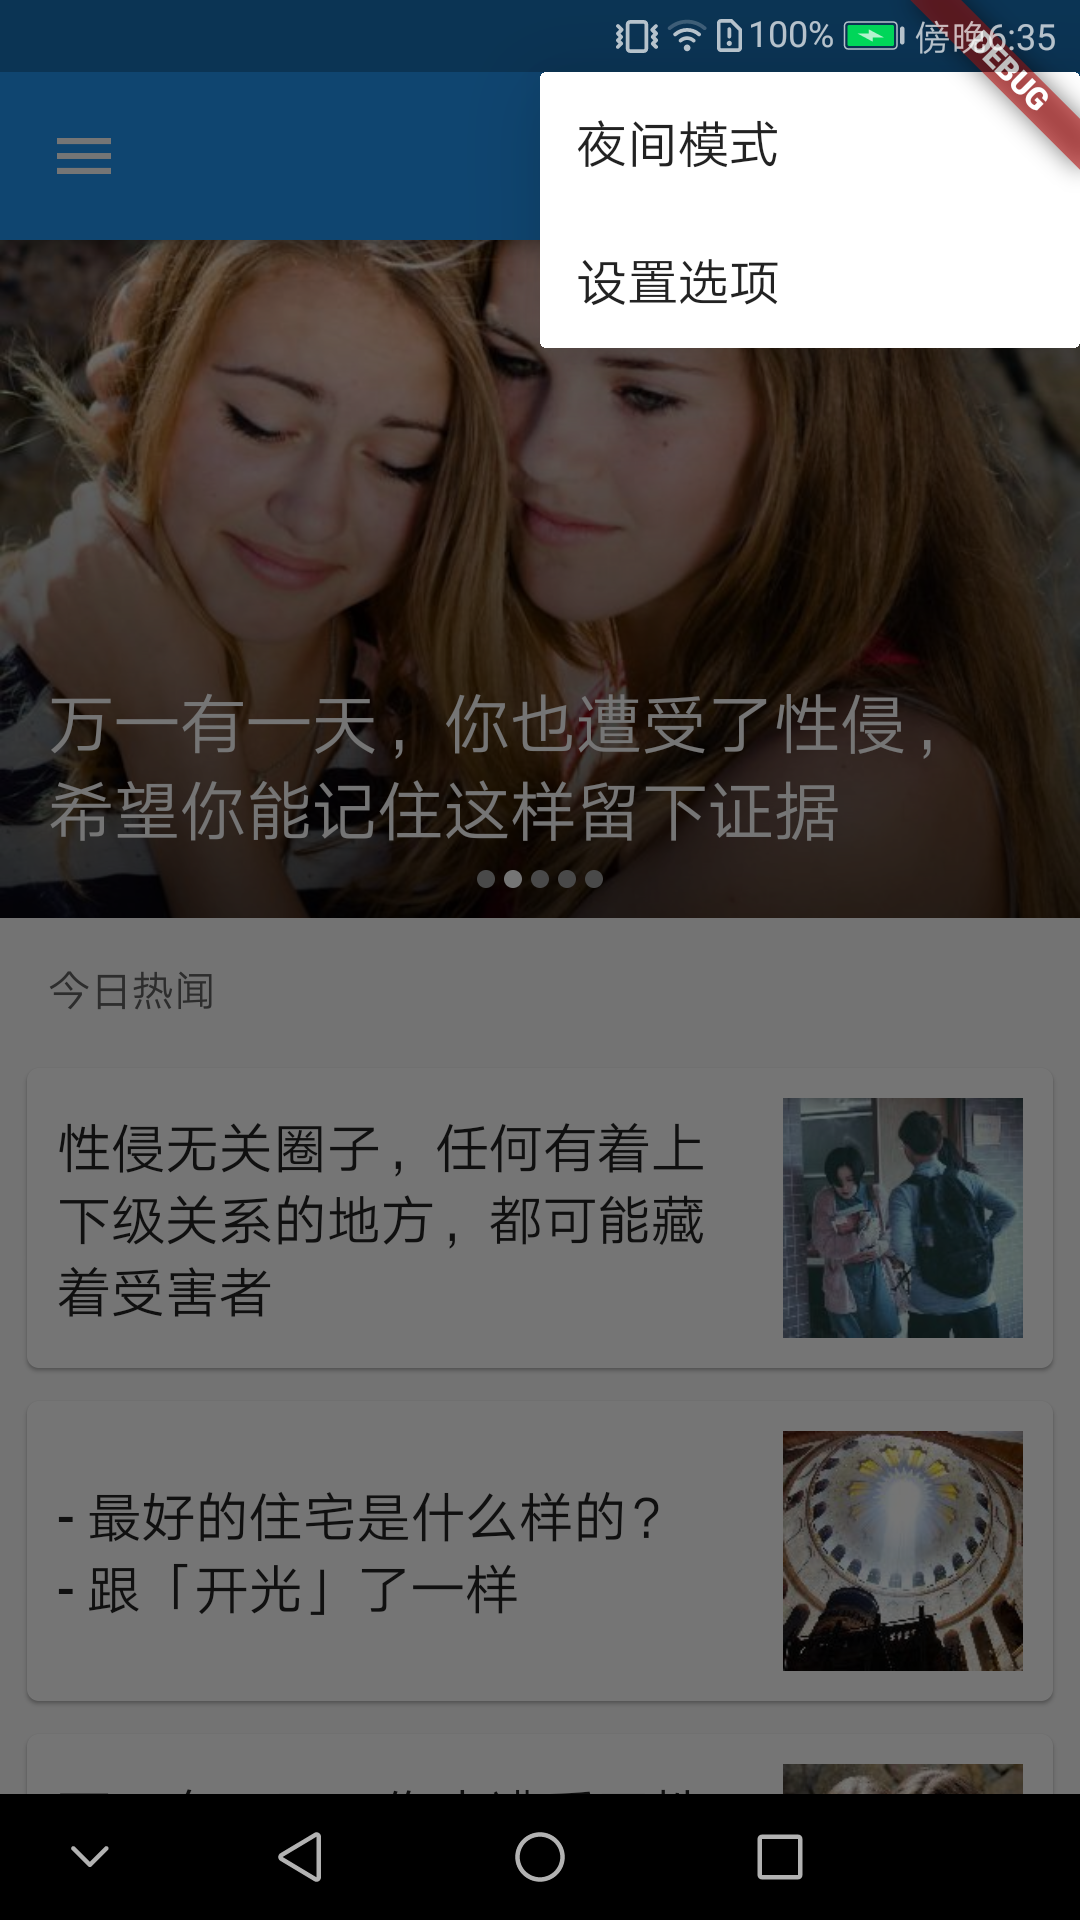 100% 傍晚6:35
DEBUG
夜间模式
设置选项
万一有一天，你也遭受了性侵，
希望你能记住这样留下证据
今日热闻
性侵无关圈子，任何有着上
下级关系的地方，都可能藏
着受害者
- 最好的住宅是什么样的？
- 跟「开光」了一样